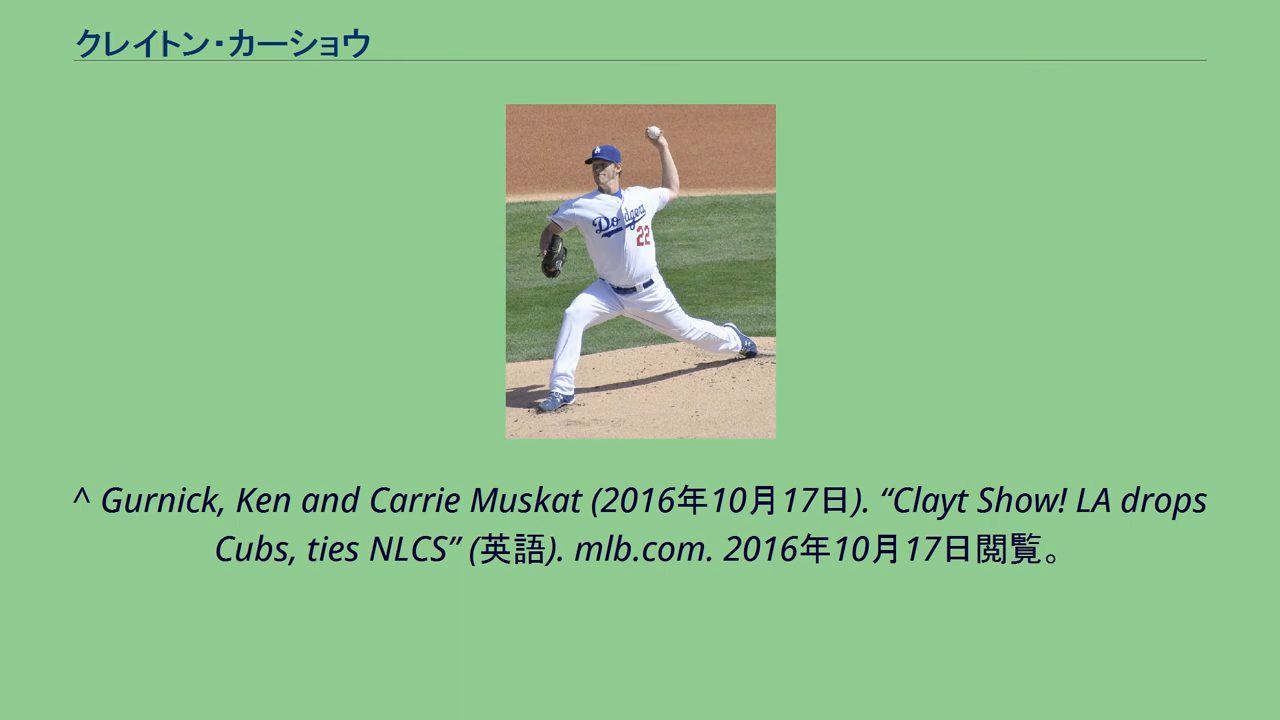 クレイトン・カーショウ
Dodgers
22
^ Gurnick, Ken and Carrie Muskat (2016年10月17日). “Clayt Show! LA drops
Cubs, ties NLCS” (英語). mlb.com. 2016年10月17日閲覧。